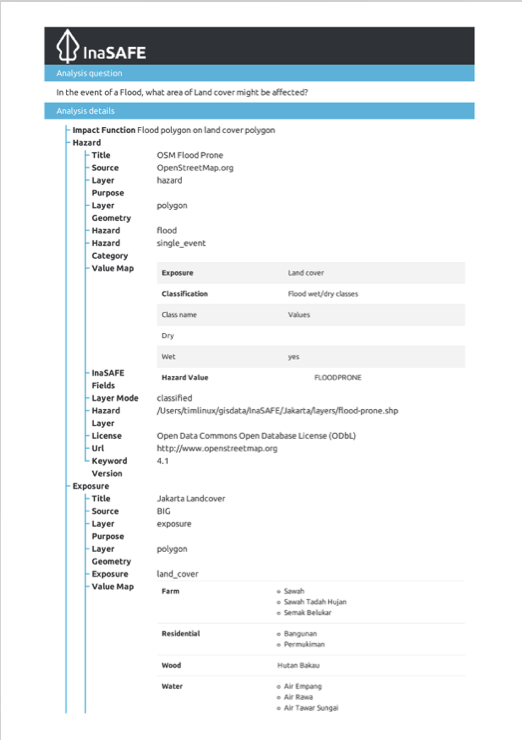 InaSAFE
Analysis question
In the event of a Flood, what area of Land cover might be affected?
Analysis details
Impact Function Flood polygon on land cover polygon
Hazard
Title OSM Flood Prone
Source OpenStreetMap.org
Layer hazard
Purpose
Layer polygon
Geometry
Hazard flood
Hazard single_event
Category
Value Map
Exposure Land cover
Classification Flood wet/dry classes
Class name Values
Dry
Wet yes
InaSAFE
Fields
Hazard Value FLOODPRONE
Layer Mode classified
Hazard /Users/timlinux/gisdata/InaSAFE/Jakarta/layers/flood-prone.shp
Layer
License Open Data Commons Open Database License (ODbL)
Url http://www.openstreetmap.org
Keyword 4.1
Version
Exposure
Title Jakarta Landcover
Source BIG
Layer exposure
Purpose
Layer polygon
Geometry
Exposure land_cover
Value Map
Farm
Sawah
Sawah Tadah Hujan
Semak Belukar
Residential
Bangunan
Permukiman
Wood Hutan Bakau
Water
Air Empang
Air Rawa
Air Tawar Sungai